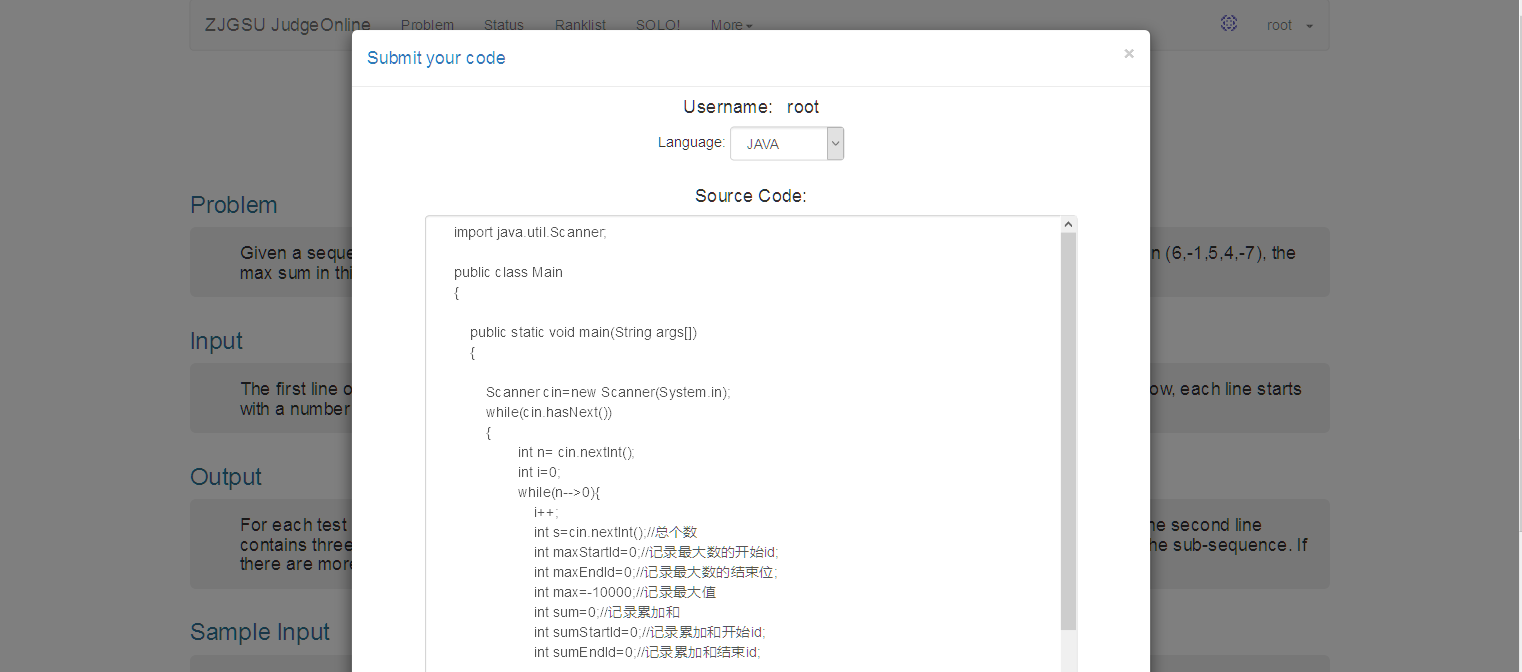 ZJGSU JudgeOnline Problem Status Ranklist SOLO! More root
Submit your code ×
Username: root
Language: JAVA
Source Code:
Problem
Given a seque
n (6,-1,5,4,-7), the
max sum in thi
Input
The first line o
ow, each line starts
with a number
Output
For each test
he second line
contains three
he sub-sequence. If
there are more
Sample Input
import java.util.Scanner;
public class Main
{
public static void main(String args[])
{
Scanner cin=new Scanner(System.in);
while(cin.hasNext())
{
int n= cin.nextInt();
int i=0;
while(n-->0){
i++;
int s=cin.nextInt();//总个数
int maxStartId=0;//记录最大数的开始id;
int maxEndId=0;//记录最大数的结束位;
int max=-10000;//记录最大值
int sum=0;//记录累加和
int sumStartId=0;//记录累加和开始id;
int sumEndId=0;//记录累加和结束id;